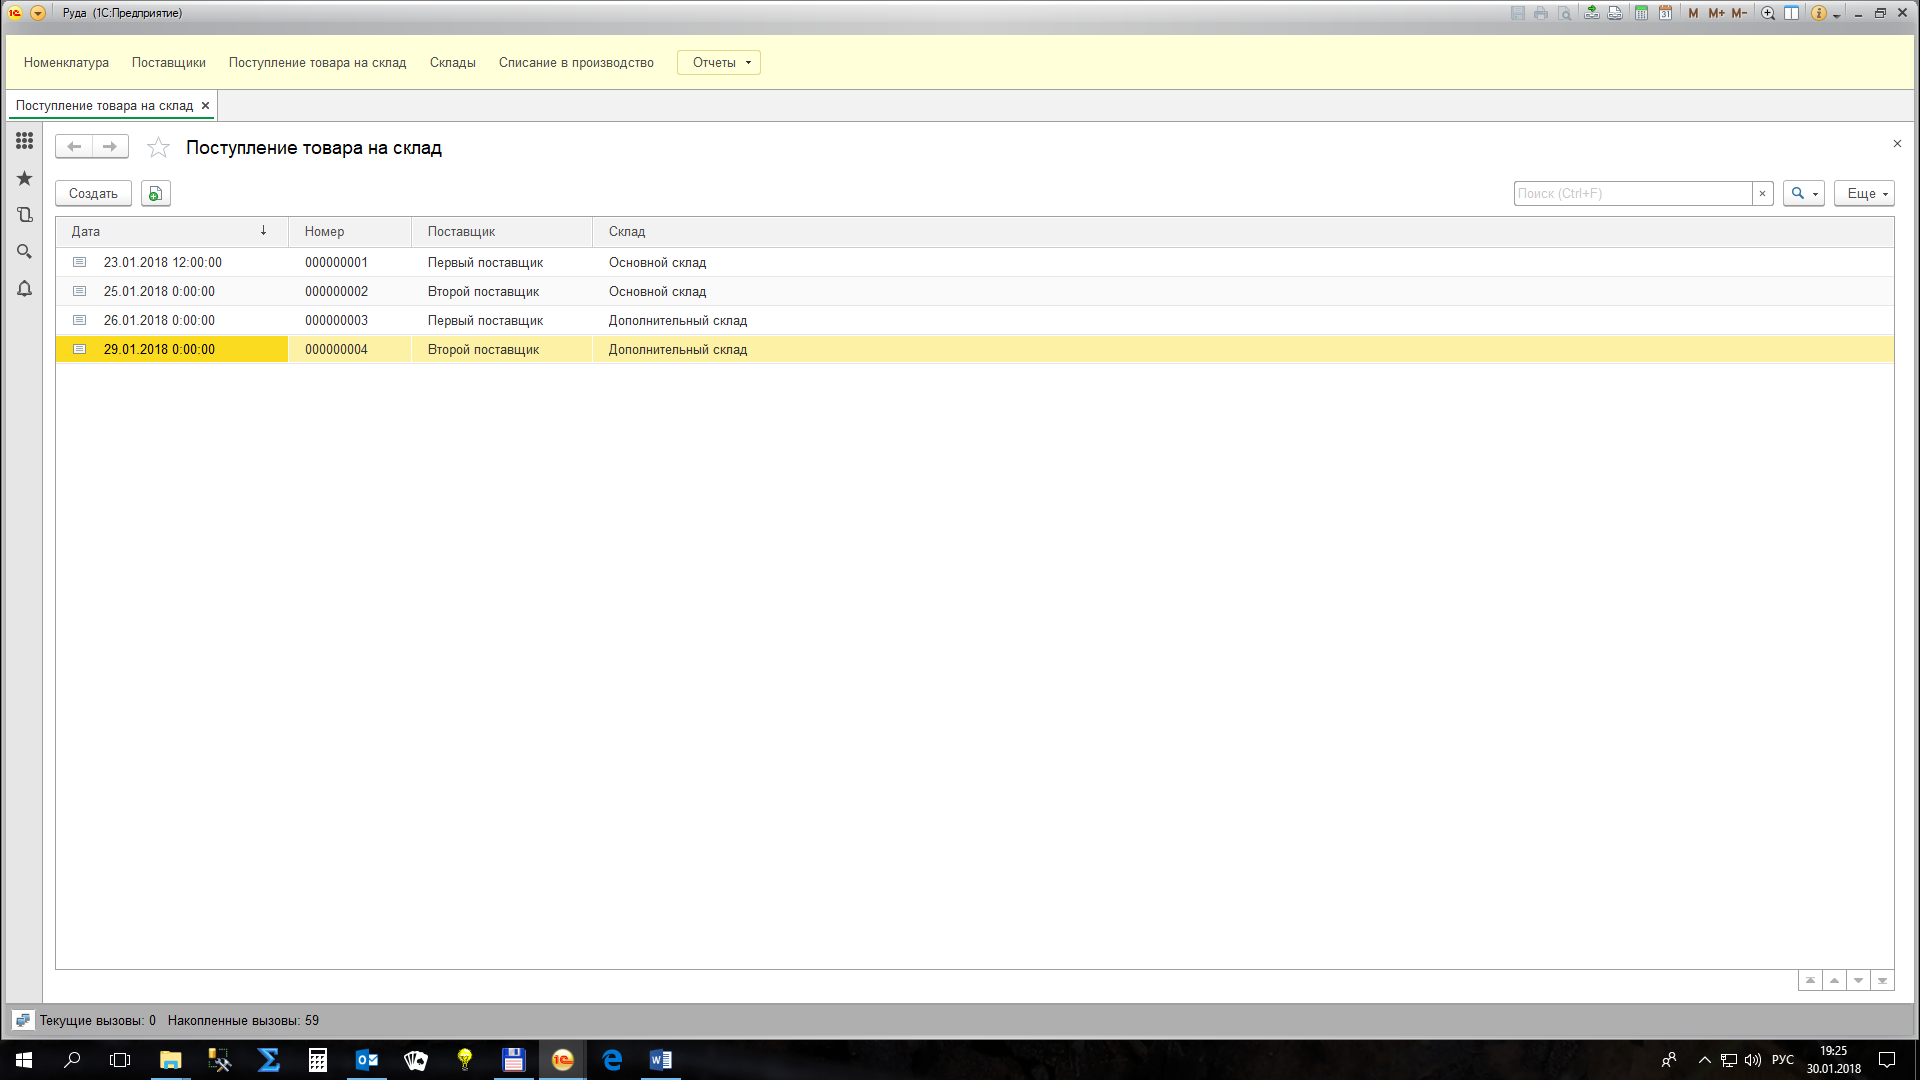 Руда (1С:Предприятие)
M M+ M-
Номенклатура Поставщики Поступление товара на склад Склады Списание в производство Отчеты
Поступление товара на склад
Поступление товара на склад
Создать Поиск (Ctrl+F) Еще
Дата Номер Поставщик Склад
23.01.2018 12:00:00 000000001 Первый поставщик Основной склад
25.01.2018 0:00:00 000000002 Второй поставщик Основной склад
26.01.2018 0:00:00 000000003 Первый поставщик Дополнительный склад
29.01.2018 0:00:00 000000004 Второй поставщик Дополнительный склад
Текущие вызовы: 0 Накопленные вызовы: 59
РУС 19:25
30.01.2018